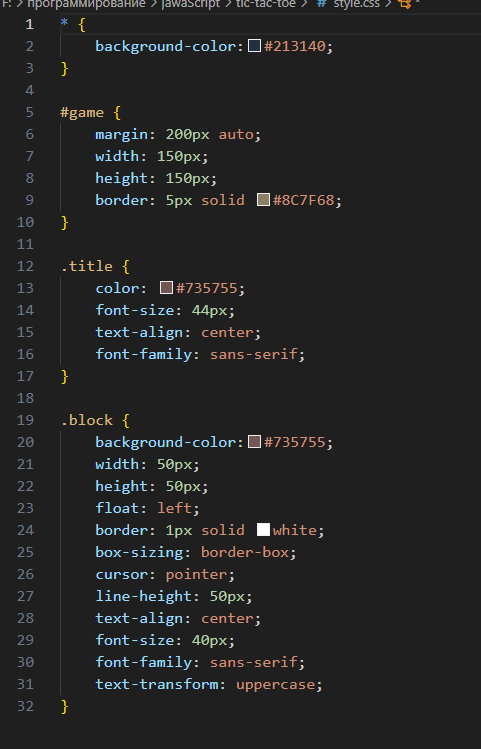 F: > программирование > JavaScript > tic-tac-toe > # style.css > *
1 * {
2 background-color: #213140;
3 }
4
5 #game {
6 margin: 200px auto;
7 width: 150px;
8 height: 150px;
9 border: 5px solid #8C7F68;
10 }
11
12 .title {
13 color: #735755;
14 font-size: 44px;
15 text-align: center;
16 font-family: sans-serif;
17 }
18
19 .block {
20 background-color: #735755;
21 width: 50px;
22 height: 50px;
23 float: left;
24 border: 1px solid white;
25 box-sizing: border-box;
26 cursor: pointer;
27 line-height: 50px;
28 text-align: center;
29 font-size: 40px;
30 font-family: sans-serif;
31 text-transform: uppercase;
32 }